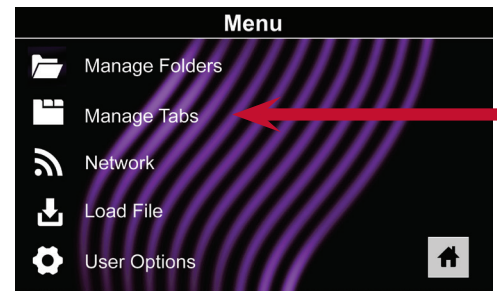 Menu
Manage Folders
Manage Tabs
Network
Load File
User Options